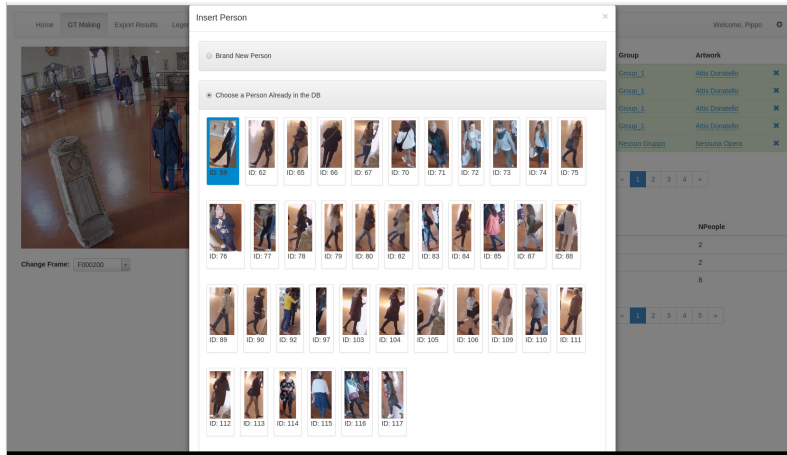 Home GT Making Export Results Legen
Insert Person ×
Welcome, Pippo
Brand New Person
Choose a Person Already in the DB
ID: 58 ID: 62 ID: 65 ID: 66 ID: 67 ID: 70 ID: 71 ID: 72 ID: 73 ID: 74 ID: 75
ID: 76 ID: 77 ID: 78 ID: 79 ID: 80 ID: 82 ID: 83 ID: 84 ID: 85 ID: 87 ID: 88
ID: 89 ID: 90 ID: 92 ID: 97 ID: 103 ID: 104 ID: 105 ID: 106 ID: 109 ID: 110 ID: 111
ID: 112 ID: 113 ID: 114 ID: 115 ID: 116 ID: 117
Change Frame: F000200
Group Artwork
Group_1 Attis Donatello
Group_1 Attis Donatello
Group_1 Attis Donatello
Group_1 Attis Donatello
Nessun Gruppo Nessuna Opera
« 1 2 3 4 »
NPeople
2
2
8
« 1 2 3 4 5 »